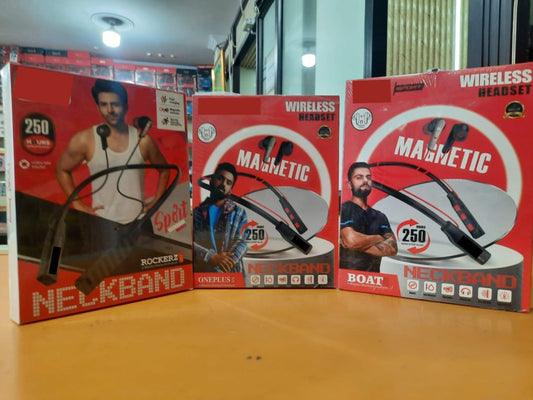 250
HOURS
Sport
ROCKERZ
NECKBAND
WIRELESS
HEADSET
MAGNETIC
250
ONEPLUS
NECKBAND
WIRELESS
HEADSET
MAGNETIC
250
BOAT
NECKBAND